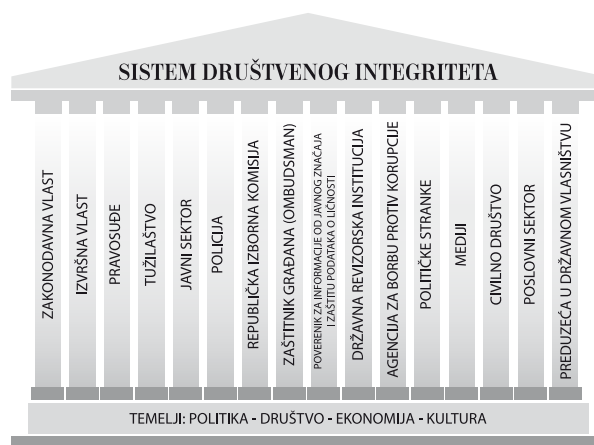 SISTEM DRUŠTVENOG INTEGRITETA
ZAKONODAVNA VLAST
IZVRŠNA VLAST
PRAVOSUĐE
TUŽILAŠTVO
JAVNI SEKTOR
POLICIJA
REPUBLIČKA IZBORNA KOMISIJA
ZAŠTITNIK GRAĐANA (OMBUDSMAN)
POVERENIK ZA INFORMACIJE OD JAVNOG ZNAČAJA
I ZAŠTITU PODATAKA O LIČNOSTI
DRŽAVNA REVIZORSKA INSTITUCIJA
AGENCIJA ZA BORBU PROTIV KORUPCIJE
POLITIČKE STRANKE
MEDIJI
CIVILNO DRUŠTVO
POSLOVNI SEKTOR
PREDUZEĆA U DRŽAVNOM VLASNIŠTVU
TEMELJI: POLITIKA - DRUŠTVO - EKONOMIJA - KULTURA